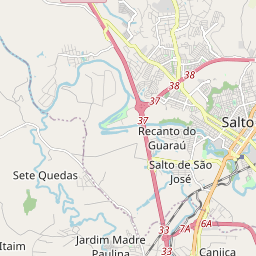 38
38
37
38
37
Salto
Recanto do
Guaraú
Salto de São
José
Sete Quedas
33
7A
6A
Itaim
Jardim Madre
Paulina
33
Canjica